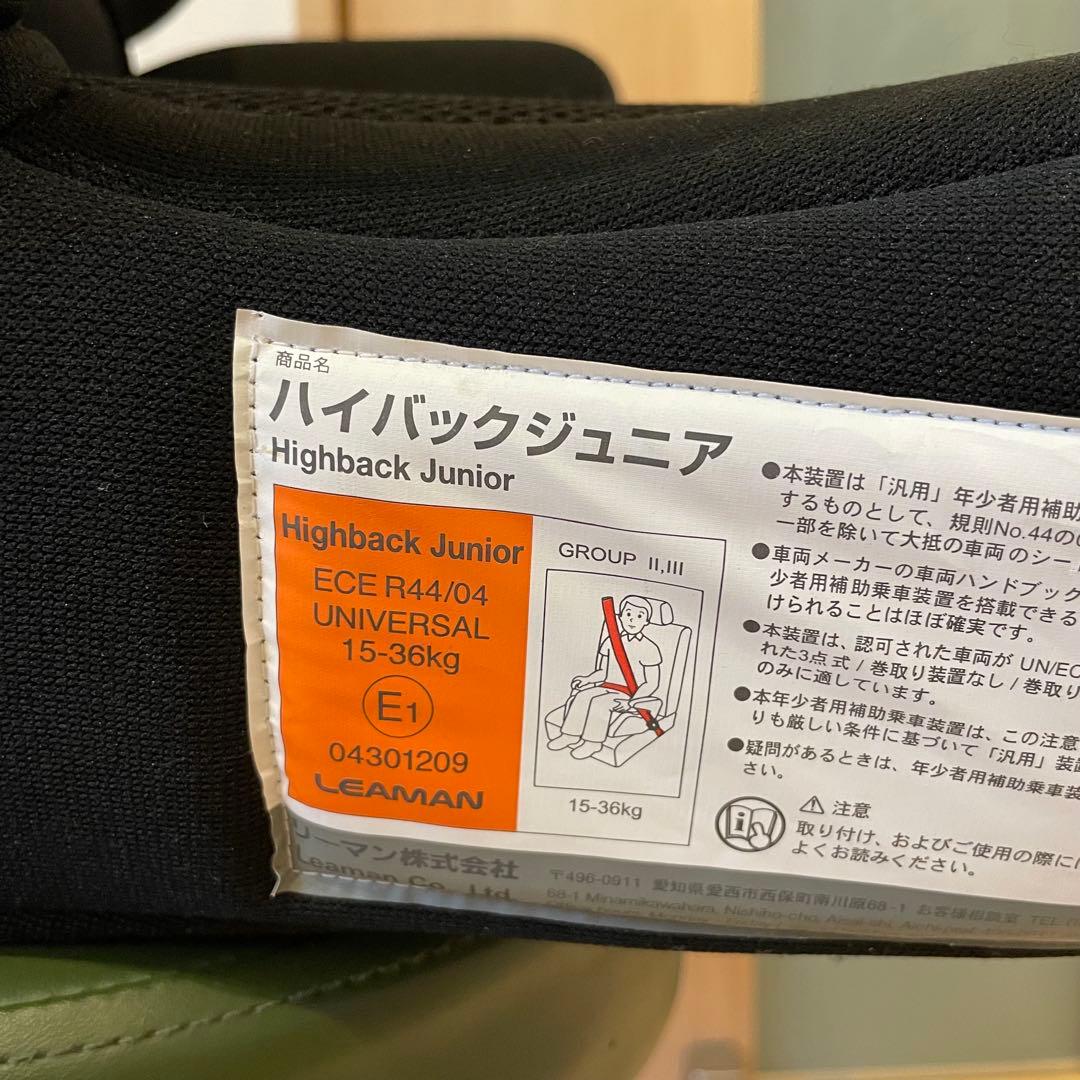 商品名
ハイバックジュニア
Highback Junior
Highback Junior
ECE R44/04
UNIVERSAL
15-36kg
E1
04301209
LEAMAN
GROUP II,III
15-36kg
●本装置は「汎用」年少者用補助
するものとして、規則No.44の
一部を除いて大抵の車両のシー
●車両メーカーの車両ハンドブック
少者用補助乗車装置を搭載できる
けられることはほぼ確実です。
●本装置は、認可された車両が UN/EC
れた3点式/巻取り装置なし/巻取り
のみに適しています。
●本年少者用補助乗車装置は、この注意
りも厳しい条件に基づいて「汎用」装
●疑問があるときは、年少者用補助乗車装
さい。
⚠ 注意
取り付け、およびご使用の際に
よくお読みください。
リーマン株式会社
Leaman Co., Ltd.
〒496-0911 愛知県愛西市西保町南川原68-1 お客様相談室 TEL
68-1 Minamikawahara, Nishiho-cho, Aisai-shi,